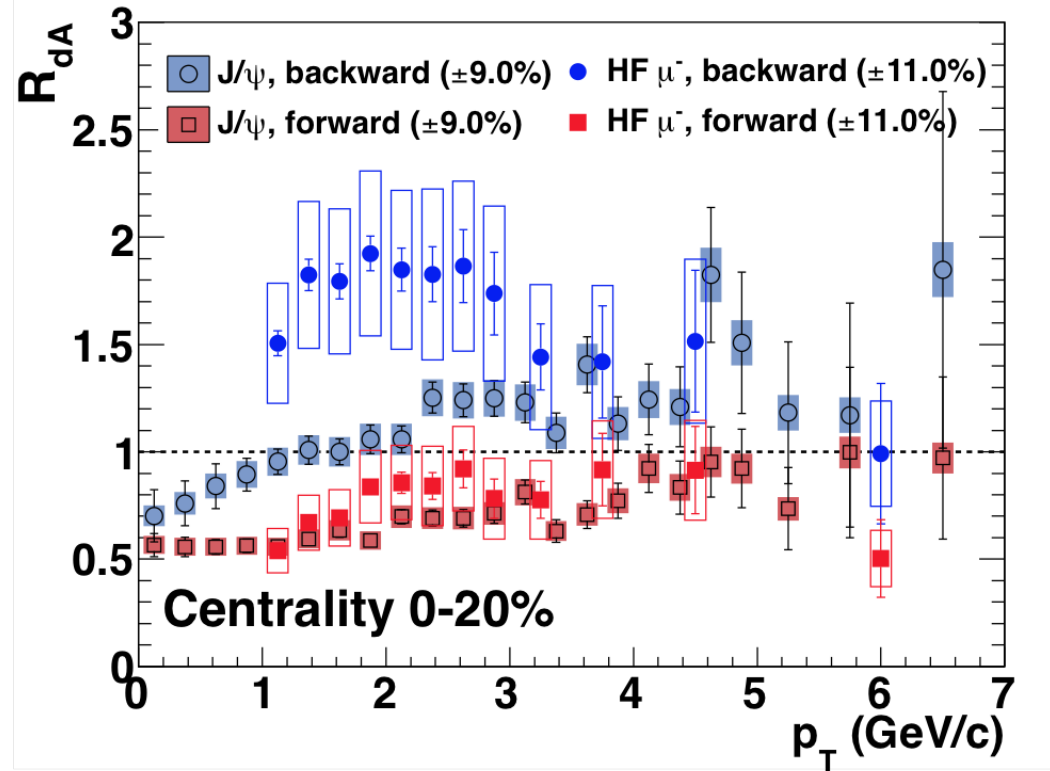 R_dA
3
2.5
2
1.5
1
0.5
0
J/ψ, backward (±9.0%)
HF μ⁻, backward (±11.0%)
J/ψ, forward (±9.0%)
HF μ⁻, forward (±11.0%)
Centrality 0-20%
0 1 2 3 4 5 6 7
p_T (GeV/c)